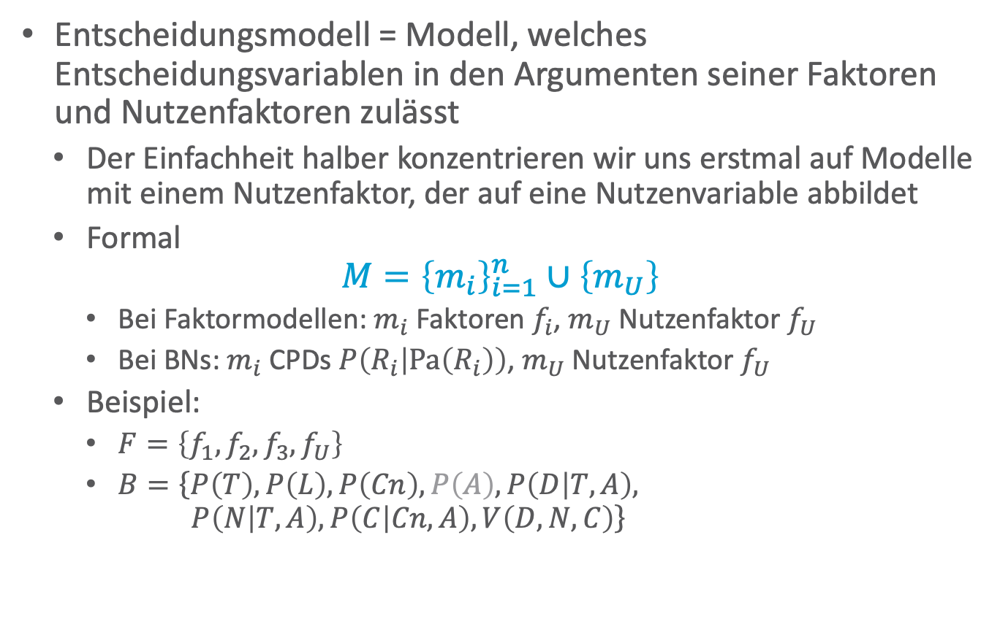 • Entscheidungsmodell = Modell, welches
Entscheidungsvariablen in den Argumenten seiner Faktoren
und Nutzenfaktoren zulässt
• Der Einfachheit halber konzentrieren wir uns erstmal auf Modelle
mit einem Nutzenfaktor, der auf eine Nutzenvariable abbildet
• Formal
$M = \{m_i\}_{i=1}^{n} \cup \{m_U\}$
• Bei Faktormodellen: $m_i$ Faktoren $f_i$, $m_U$ Nutzenfaktor $f_U$
• Bei BNs: $m_i$ CPDs $P(R_i|\mathrm{Pa}(R_i))$, $m_U$ Nutzenfaktor $f_U$
• Beispiel:
• $F = \{f_1, f_2, f_3, f_U\}$
• $B = \{P(T), P(L), P(Cn), P(A), P(D|T, A),$
$P(N|T, A), P(C|Cn, A), V(D, N, C)\}$